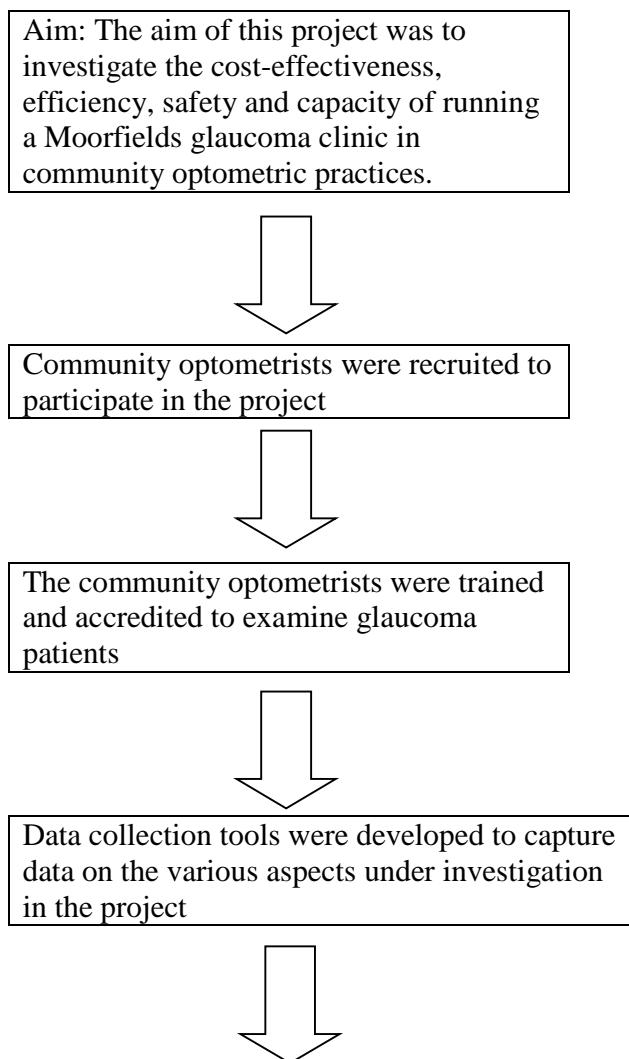 Aim: The aim of this project was to
investigate the cost-effectiveness,
efficiency, safety and capacity of running
a Moorfields glaucoma clinic in
community optometric practices.
Community optometrists were recruited to
participate in the project
The community optometrists were trained
and accredited to examine glaucoma
patients
Data collection tools were developed to capture
data on the various aspects under investigation
in the project